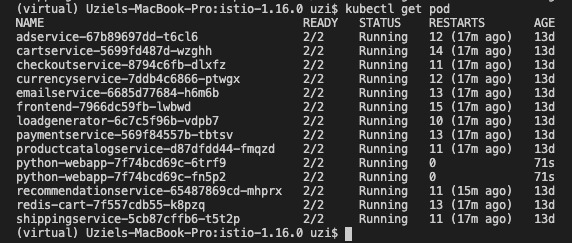 (virtual) Uziels-MacBook-Pro:istio-1.16.0 uzi$ kubectl get pod
NAME READY STATUS RESTARTS AGE
adservice-67b89697dd-t6cl6 2/2 Running 12 (17m ago) 13d
cartservice-5699fd487d-wzghh 2/2 Running 14 (17m ago) 13d
checkoutservice-8794c6fb-dlxfz 2/2 Running 11 (17m ago) 13d
currencyservice-7ddb4c6866-ptwgx 2/2 Running 12 (17m ago) 13d
emailservice-6685d77684-h6m6b 2/2 Running 13 (17m ago) 13d
frontend-7966dc59fb-lwbwd 2/2 Running 15 (17m ago) 13d
loadgenerator-6c7c5f96b-vdpb7 2/2 Running 10 (17m ago) 13d
paymentservice-569f84557b-tbtsv 2/2 Running 13 (17m ago) 13d
productcatalogservice-d87dfdd44-fmqzd 2/2 Running 11 (17m ago) 13d
python-webapp-7f74bcd69c-6trf9 2/2 Running 0 71s
python-webapp-7f74bcd69c-fn5p2 2/2 Running 0 71s
recommendationservice-65487869cd-mhprx 2/2 Running 11 (15m ago) 13d
redis-cart-7f557cdb55-k8pzq 2/2 Running 13 (17m ago) 13d
shippingservice-5cb87cffb6-t5t2p 2/2 Running 11 (17m ago) 13d
(virtual) Uziels-MacBook-Pro:istio-1.16.0 uzi$